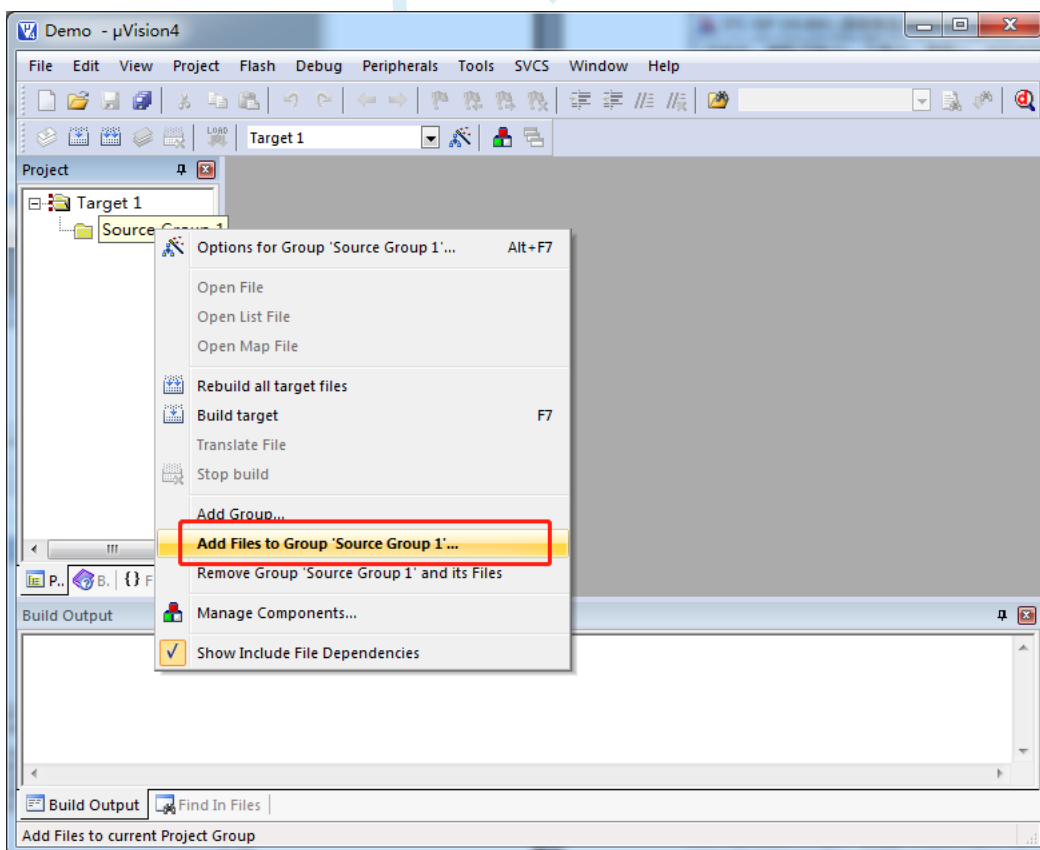 Demo - µVision4
File Edit View Project Flash Debug Peripherals Tools SVCS Window Help
LOAD Target 1
Project
Target 1
Source Group 1
Options for Group 'Source Group 1'... Alt+F7
Open File
Open List File
Open Map File
Rebuild all target files
Build target F7
Translate File
Stop build
Add Group...
Add Files to Group 'Source Group 1'...
Remove Group 'Source Group 1' and its Files
Manage Components...
Show Include File Dependencies
P.. B. {} F
Build Output
Build Output Find In Files
Add Files to current Project Group